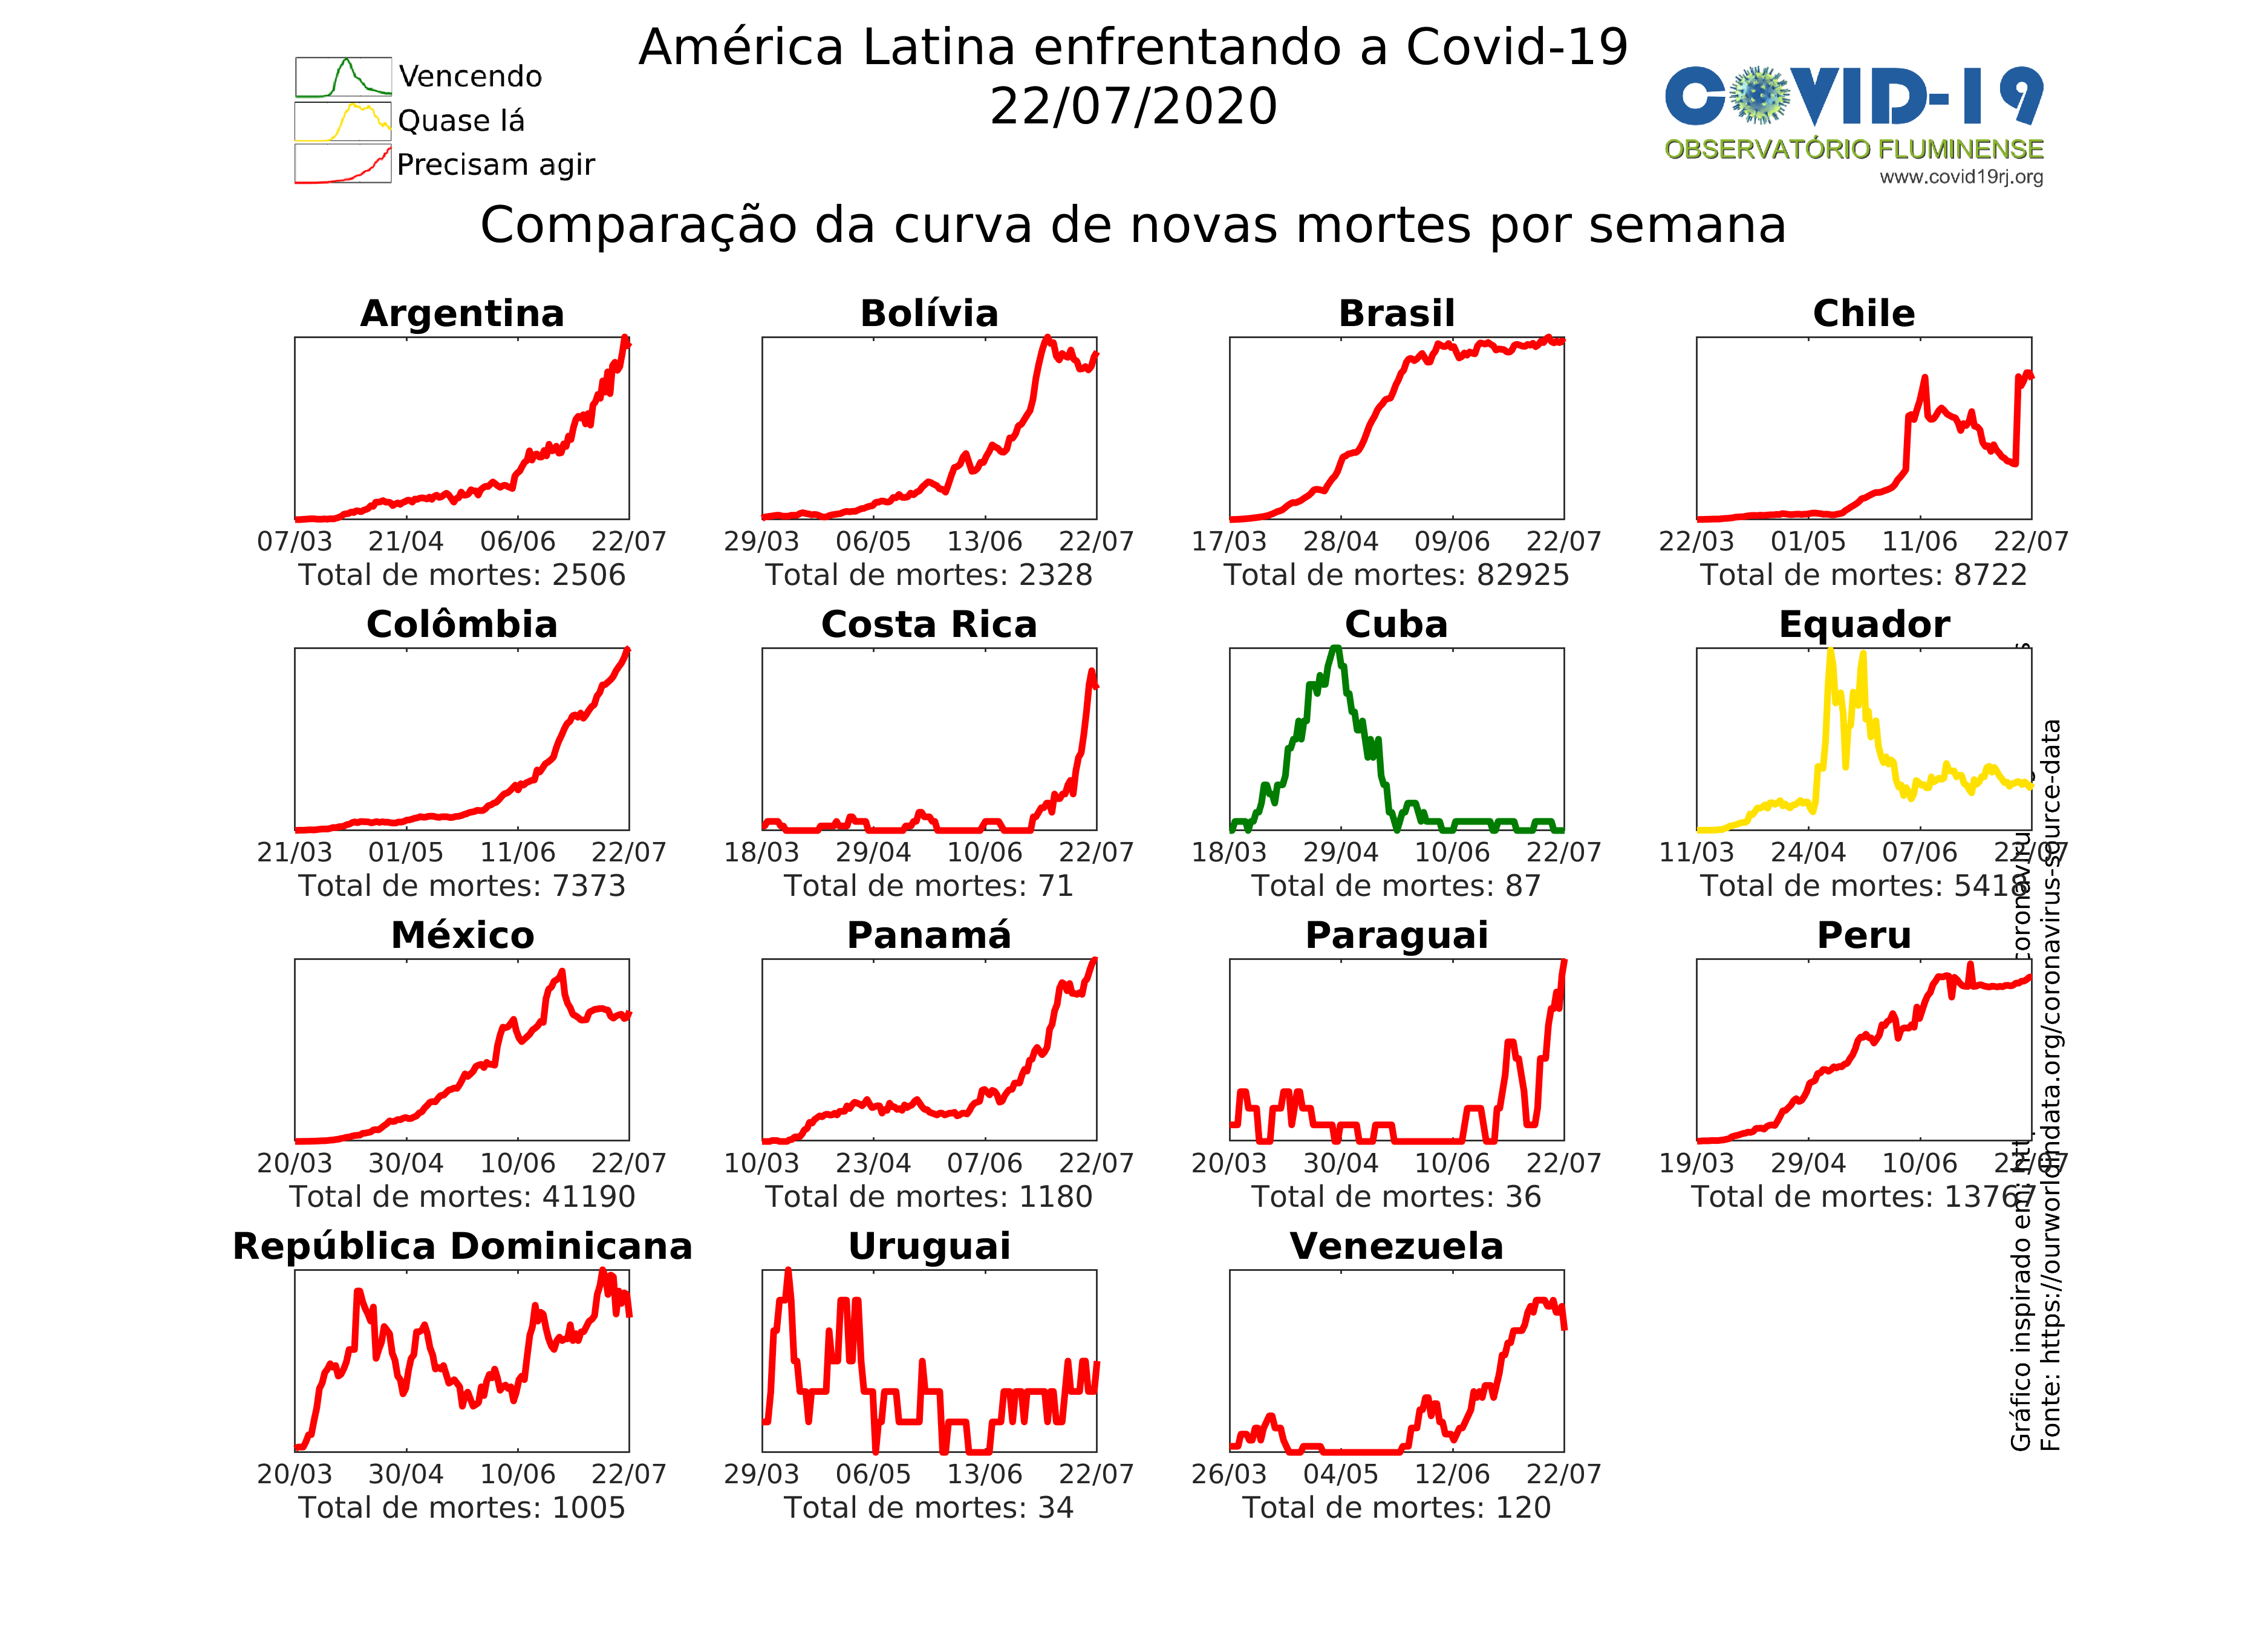 América Latina enfrentando a Covid-19
22/07/2020
Vencendo
Quase lá
Precisam agir
COVID-19
OBSERVATÓRIO FLUMINENSE
www.covid19rj.org
Comparação da curva de novas mortes por semana
Argentina
07/03 21/04 06/06 22/07
Total de mortes: 2506
Bolívia
29/03 06/05 13/06 22/07
Total de mortes: 2328
Brasil
17/03 28/04 09/06 22/07
Total de mortes: 82925
Chile
22/03 01/05 11/06 22/07
Total de mortes: 8722
Colômbia
21/03 01/05 11/06 22/07
Total de mortes: 7373
Costa Rica
18/03 29/04 10/06 22/07
Total de mortes: 71
Cuba
18/03 29/04 10/06 22/07
Total de mortes: 87
Equador
11/03 24/04 07/06 22/07
Total de mortes: 5418
México
20/03 30/04 10/06 22/07
Total de mortes: 41190
Panamá
10/03 23/04 07/06 22/07
Total de mortes: 1180
Paraguai
20/03 30/04 10/06 22/07
Total de mortes: 36
Peru
19/03 29/04 10/06 22/07
Total de mortes: 13767
República Dominicana
20/03 30/04 10/06 22/07
Total de mortes: 1005
Uruguai
29/03 06/05 13/06 22/07
Total de mortes: 34
Venezuela
26/03 04/05 12/06 22/07
Total de mortes: 120
Gráfico inspirado em:
Fonte: https://ourworldindata.org/coronavirus-source-data